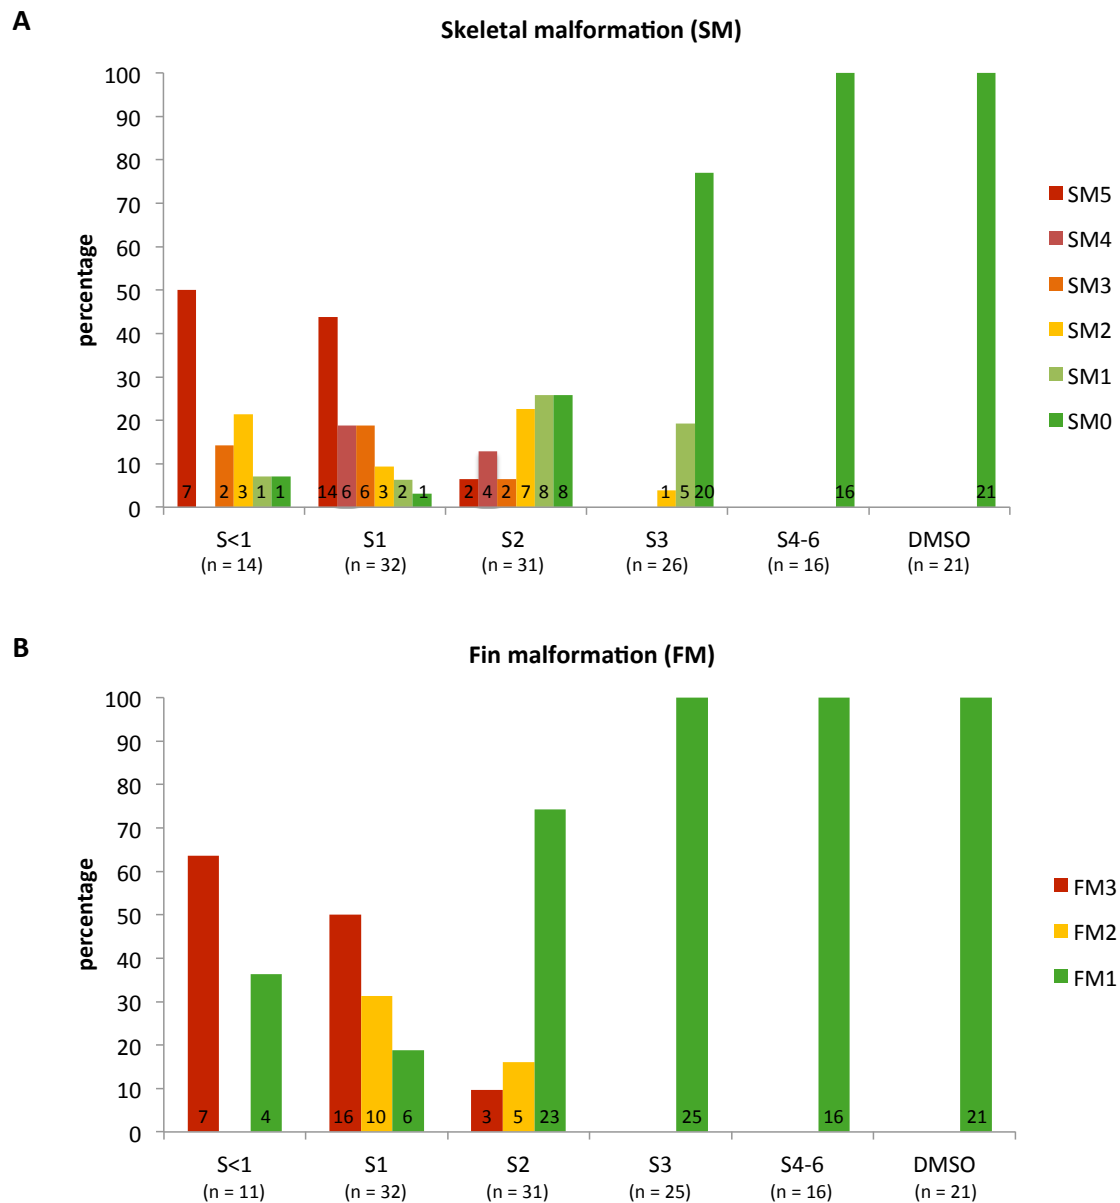 A
Skeletal malformation (SM)
percentage
100
90
80
70
60
50
40
30
20
10
0
7 2 3 1 1 14 6 6 3 2 1 2 4 2 7 8 8 1 5 20 16 21
S<1 S1 S2 S3 S4-6 DMSO
(n = 14) (n = 32) (n = 31) (n = 26) (n = 16) (n = 21)
SM5
SM4
SM3
SM2
SM1
SM0
B
Fin malformation (FM)
percentage
100
90
80
70
60
50
40
30
20
10
0
7 4 16 10 6 3 5 23 25 16 21
S<1 S1 S2 S3 S4-6 DMSO
(n = 11) (n = 32) (n = 31) (n = 25) (n = 16) (n = 21)
FM3
FM2
FM1